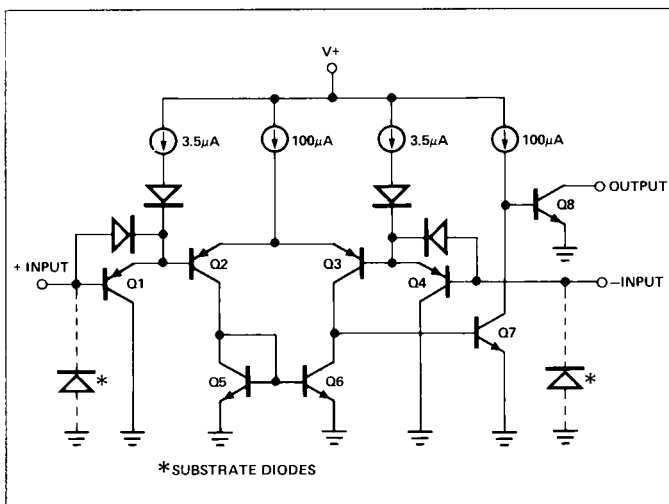 V+
3.5μA
100μA
3.5μA
100μA
OUTPUT
Q8
+ INPUT
Q1
Q2
Q3
Q4
–INPUT
Q7
*
Q5
Q6
*
*SUBSTRATE DIODES